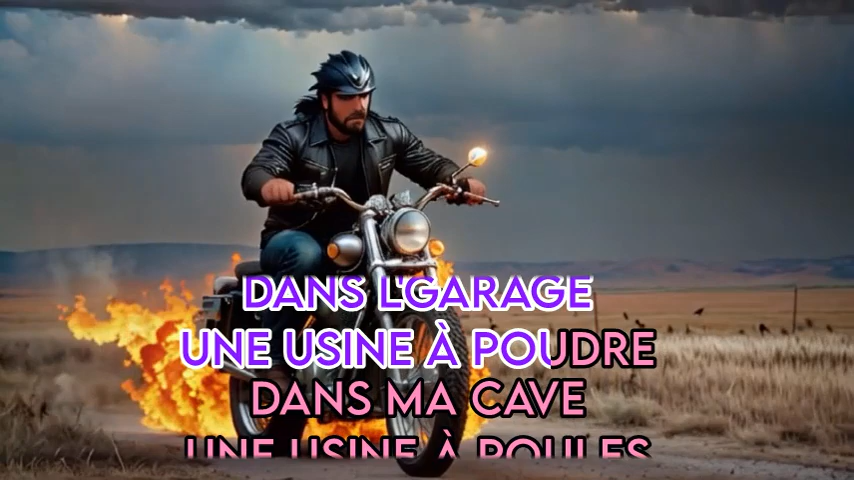 DANS L'GARAGE
UNE USINE À POUDRE
DANS MA CAVE
UNE USINE À POULES